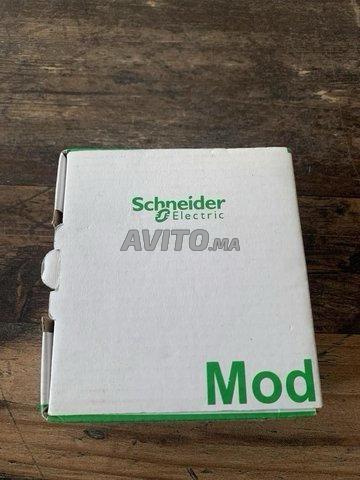 Schneider
Electric
AVITO.MA
Mod